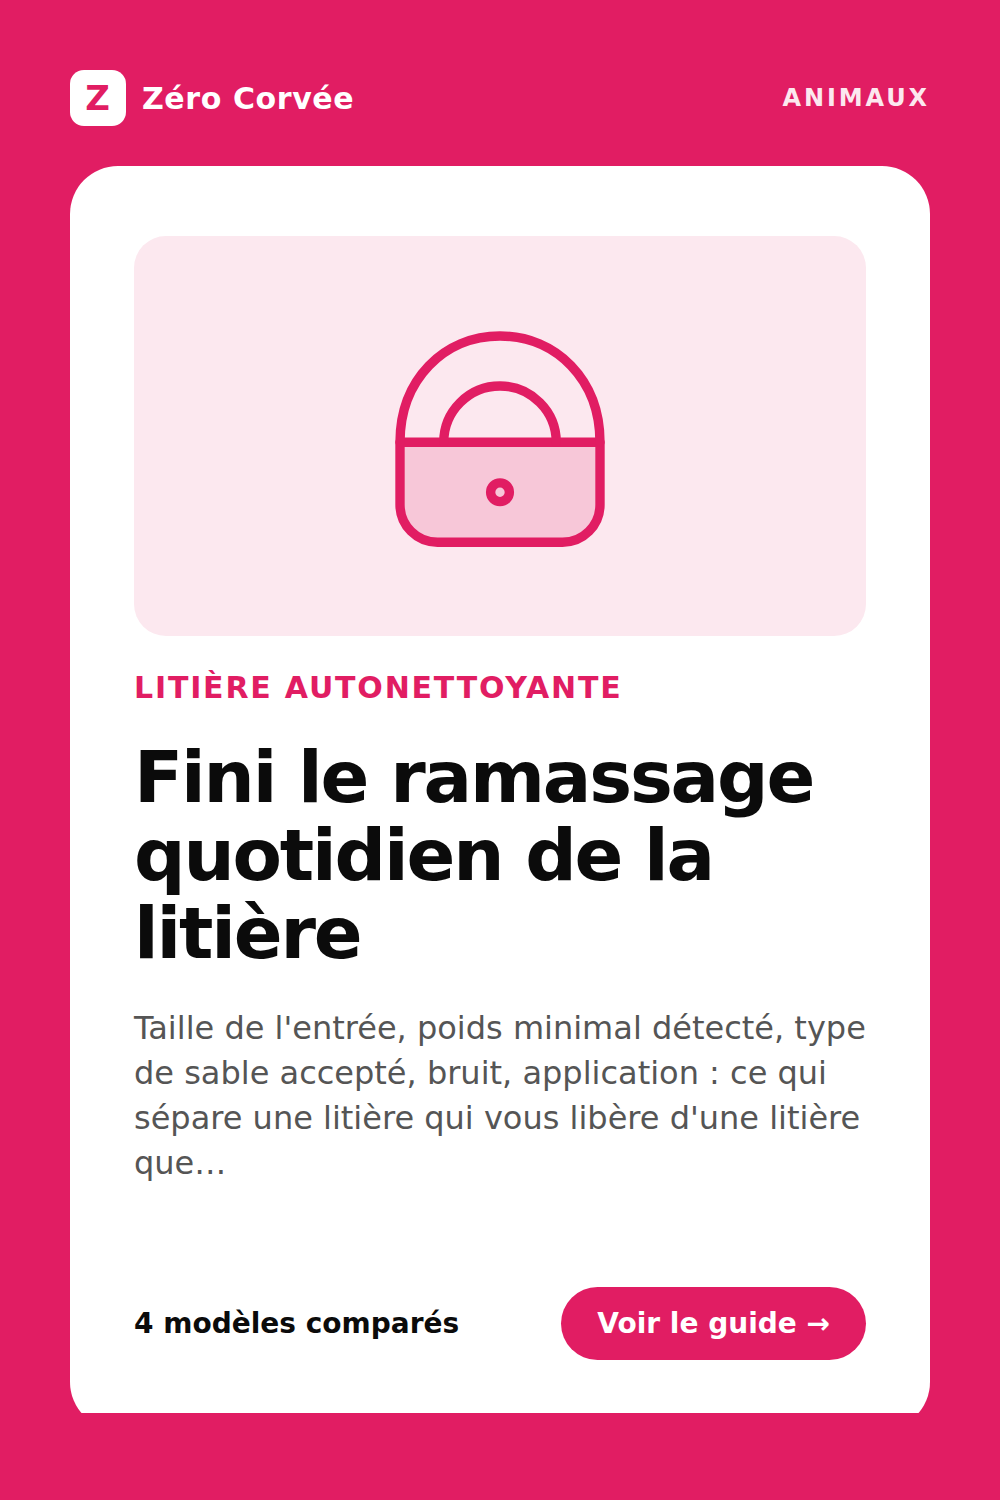 Z Zéro Corvée
ANIMAUX
LITIÈRE AUTONETTOYANTE
Fini le ramassage
quotidien de la
litière
Taille de l'entrée, poids minimal détecté, type
de sable accepté, bruit, application : ce qui
sépare une litière qui vous libère d'une litière
que…
4 modèles comparés
Voir le guide →